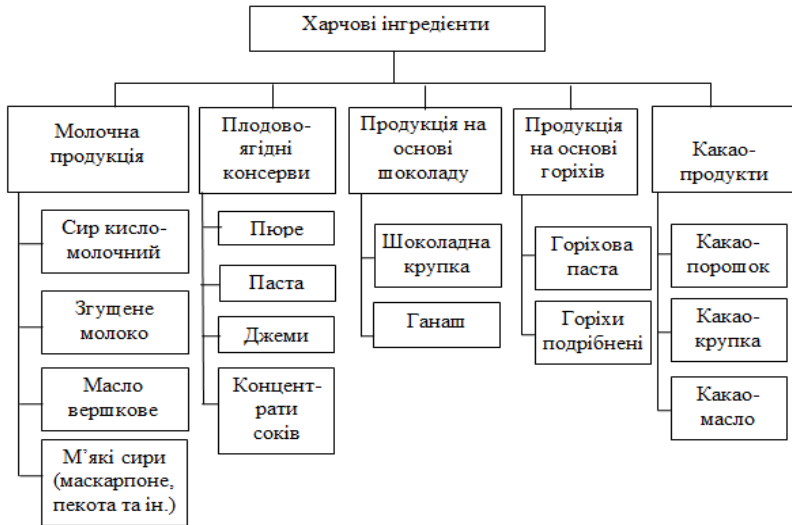 Харчові інгредієнти
Молочна
продукція
Плодово-
ягідні
консерви
Продукція на
основі
шоколаду
Продукція
на основі
горіхів
Какао-
продукти
Сир кисло-
молочний
Згущене
молоко
Масло
вершкове
М’які сири
(маскарпоне,
пекота та ін.)
Пюре
Паста
Джеми
Концент-
рати
соків
Шоколадна
крупка
Ганаш
Горіхова
паста
Горіхи
подрібнені
Какао-
порошок
Какао-
крупка
Какао-
масло